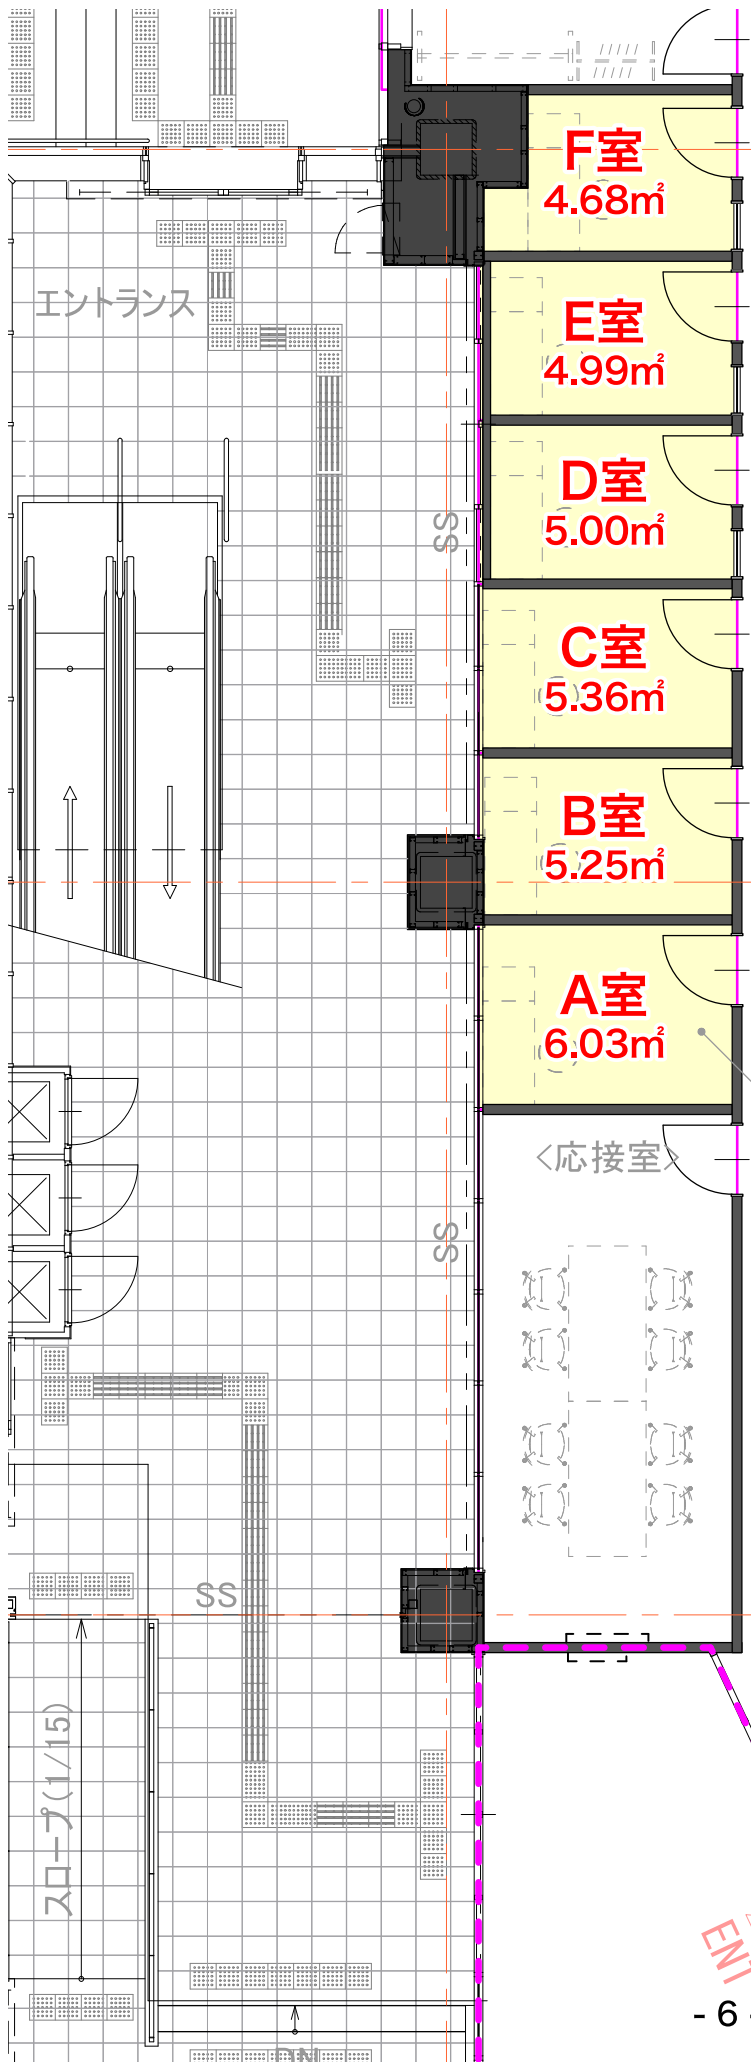 F室
4.68㎡
エントランス
E室
4.99㎡
D室
5.00㎡
SS
C室
5.36㎡
B室
5.25㎡
A室
6.03㎡
<応接室>
SS
SS
スロープ(1/15)
ENT
- 6 -
DN